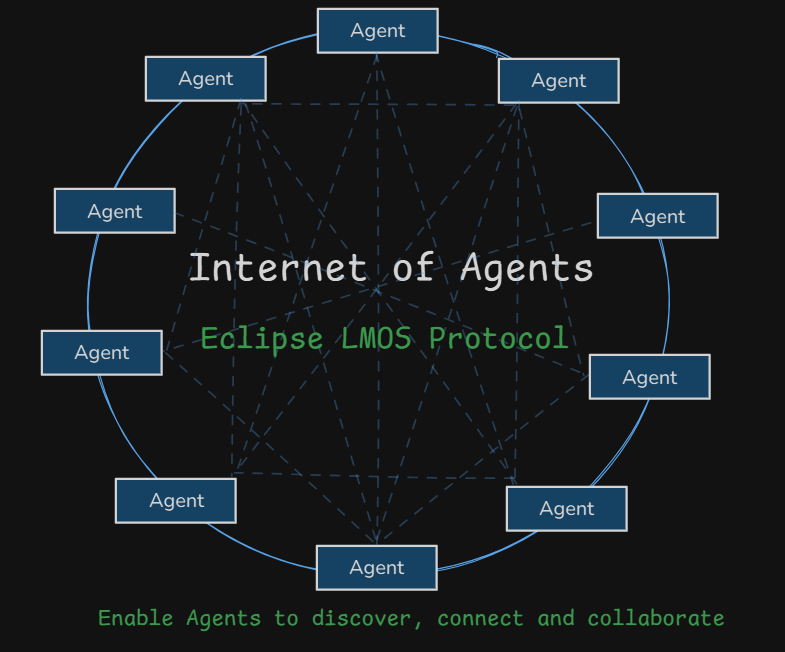 Agent
Agent
Agent
Agent
Agent
Internet of Agents
Eclipse LMOS Protocol
Agent
Agent
Agent
Agent
Agent
Enable Agents to discover, connect and collaborate